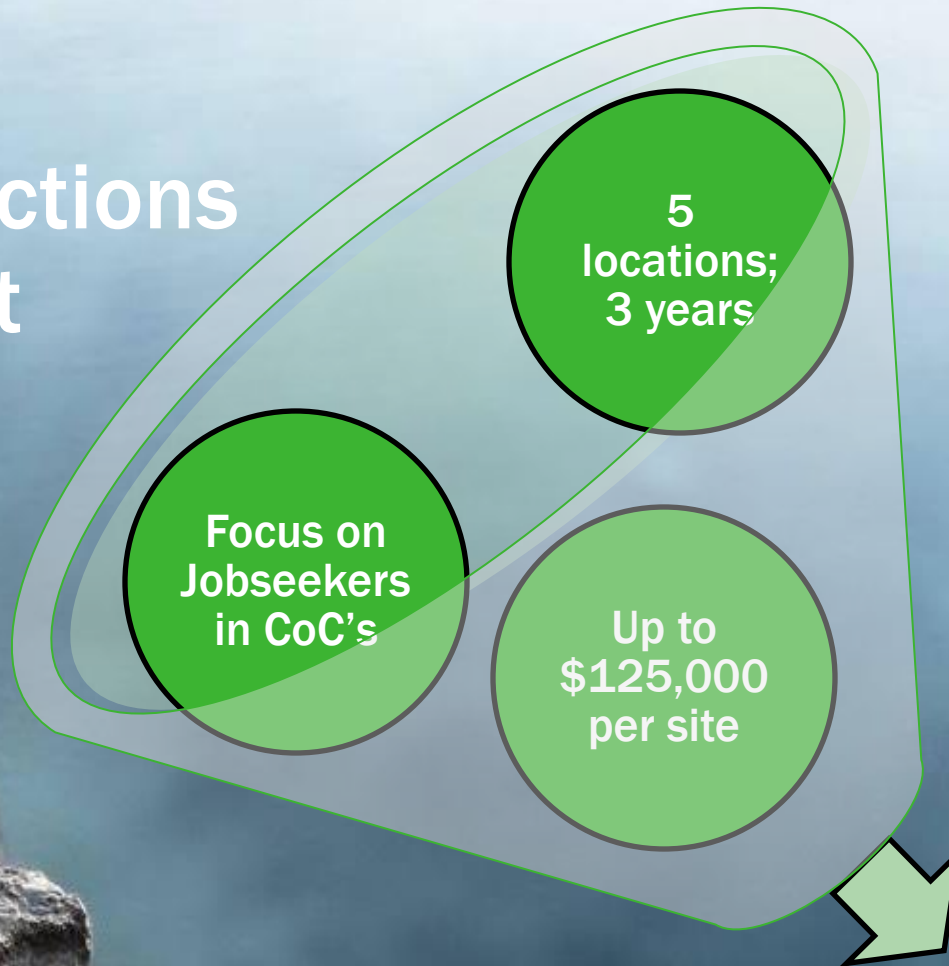 ctions
t
5
locations;
3 years
Focus on
Jobseekers
in CoC's
Up to
$125,000
per site